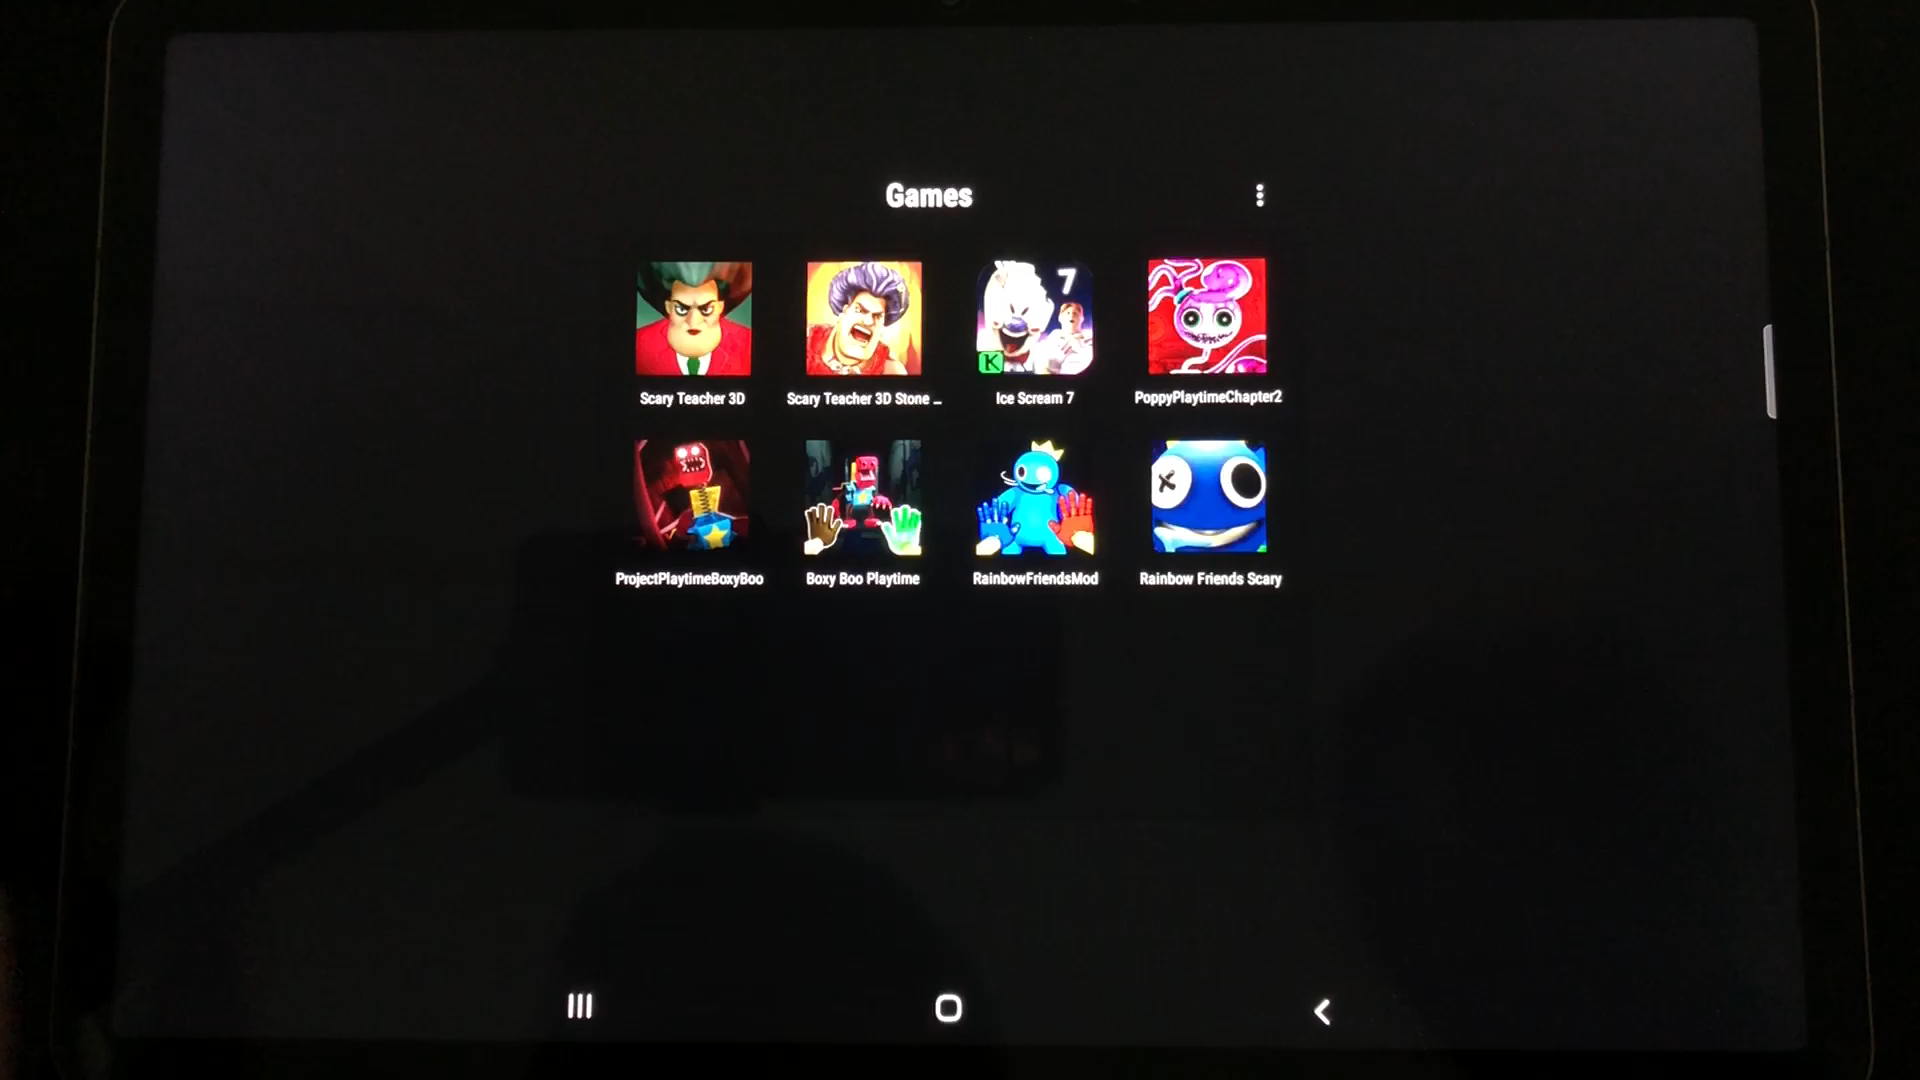 Games
7
K
Scary Teacher 3D
Scary Teacher 3D Stone ...
Ice Scream 7
PoppyPlaytimeChapter2
ProjectPlaytimeBoxyBoo
Boxy Boo Playtime
RainbowFriendsMod
Rainbow Friends Scary